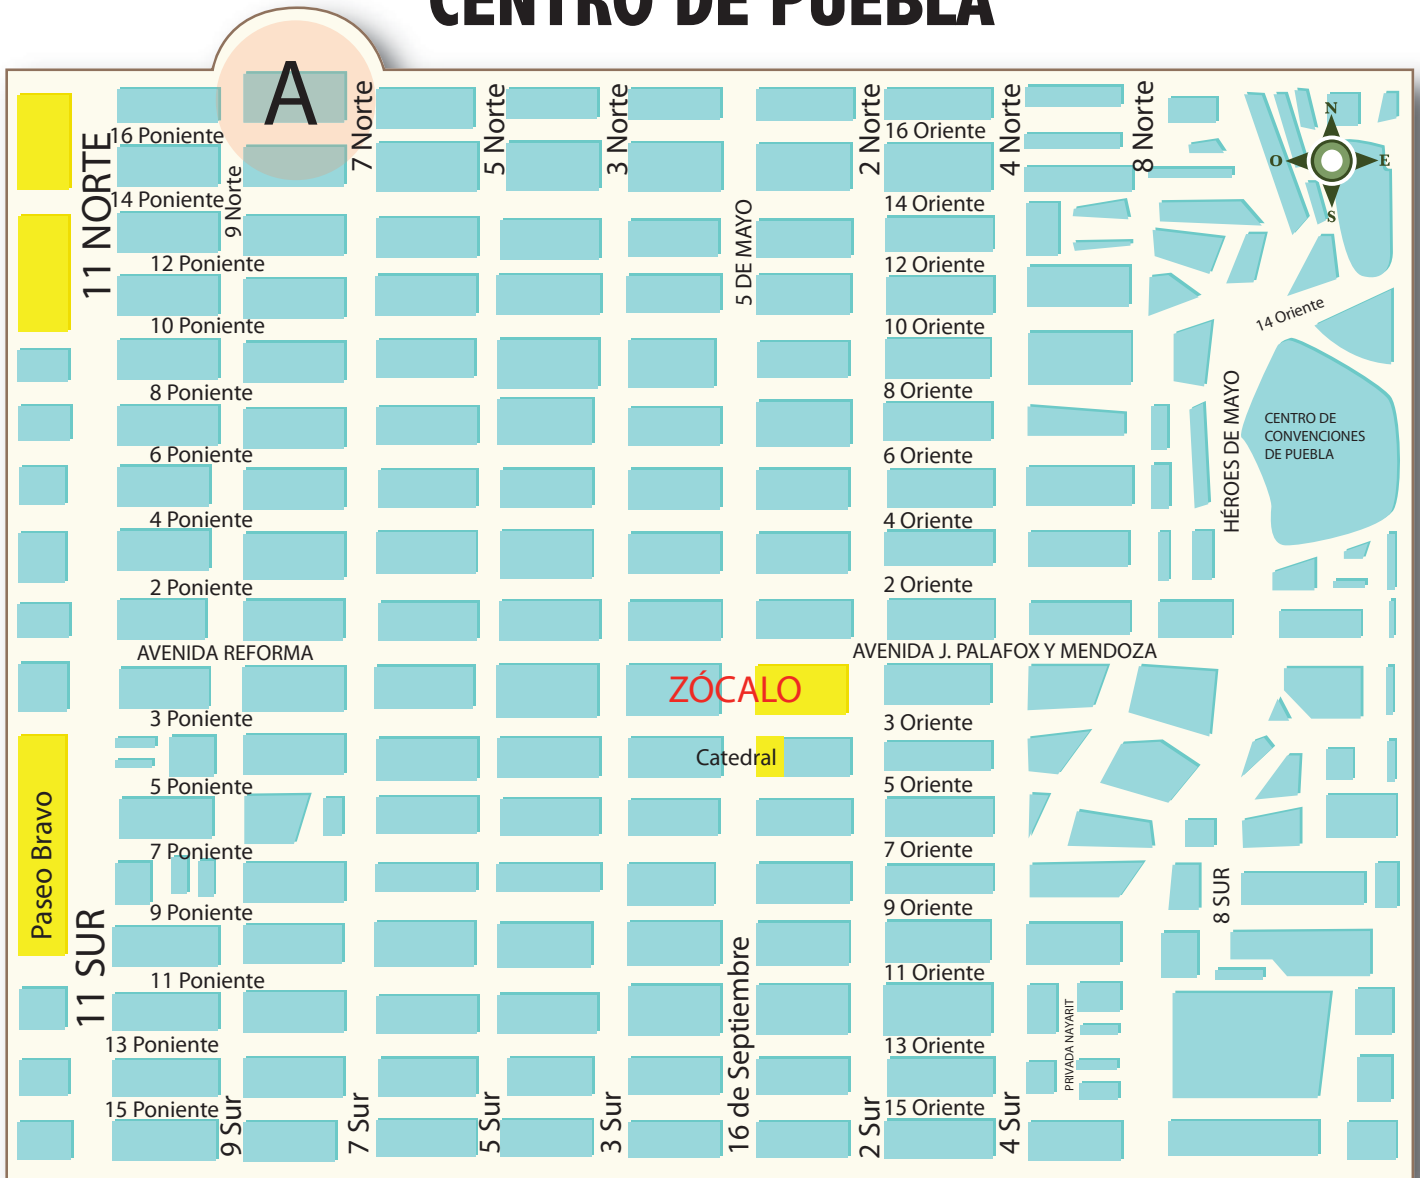 CENTRO DE PUEBLA
A
11 NORTE
9 Norte
7 Norte
5 Norte
3 Norte
5 DE MAYO
2 Norte
4 Norte
8 Norte
N
O
E
S
16 Poniente
16 Oriente
14 Poniente
14 Oriente
12 Poniente
12 Oriente
10 Poniente
10 Oriente
14 Oriente
8 Poniente
8 Oriente
HÉROES DE MAYO
CENTRO DE
CONVENCIONES
DE PUEBLA
6 Poniente
6 Oriente
4 Poniente
4 Oriente
2 Poniente
2 Oriente
AVENIDA REFORMA
AVENIDA J. PALAFOX Y MENDOZA
ZÓCALO
3 Poniente
3 Oriente
Catedral
5 Poniente
5 Oriente
Paseo Bravo
7 Poniente
7 Oriente
9 Poniente
9 Oriente
8 SUR
11 SUR
11 Poniente
11 Oriente
PRIVADA NAYARIT
13 Poniente
13 Oriente
15 Poniente
15 Oriente
9 Sur
7 Sur
5 Sur
3 Sur
16 de Septiembre
2 Sur
4 Sur